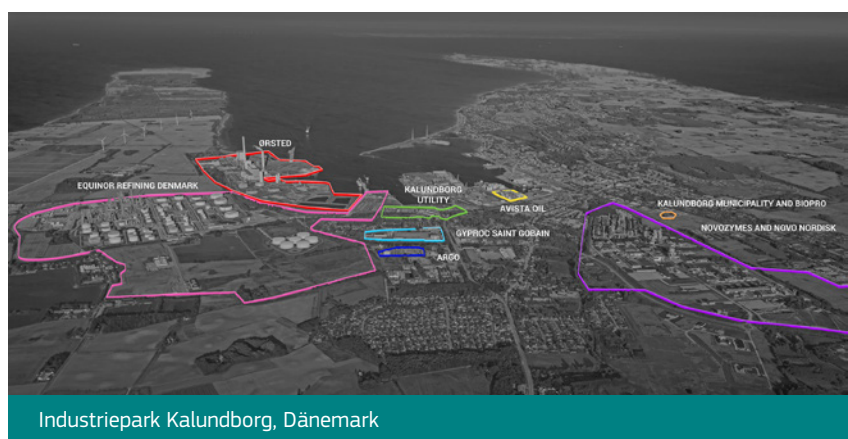 ØRSTED
EQUINOR REFINING DENMARK
KALUNDBORG
UTILITY
AVISTA OIL
KALUNDBORG MUNICIPALITY AND BIOPRO
NOVOZYMES AND NOVO NORDISK
GYPROC SAINT GOBAIN
ARGO
Industriepark Kalundborg, Dänemark